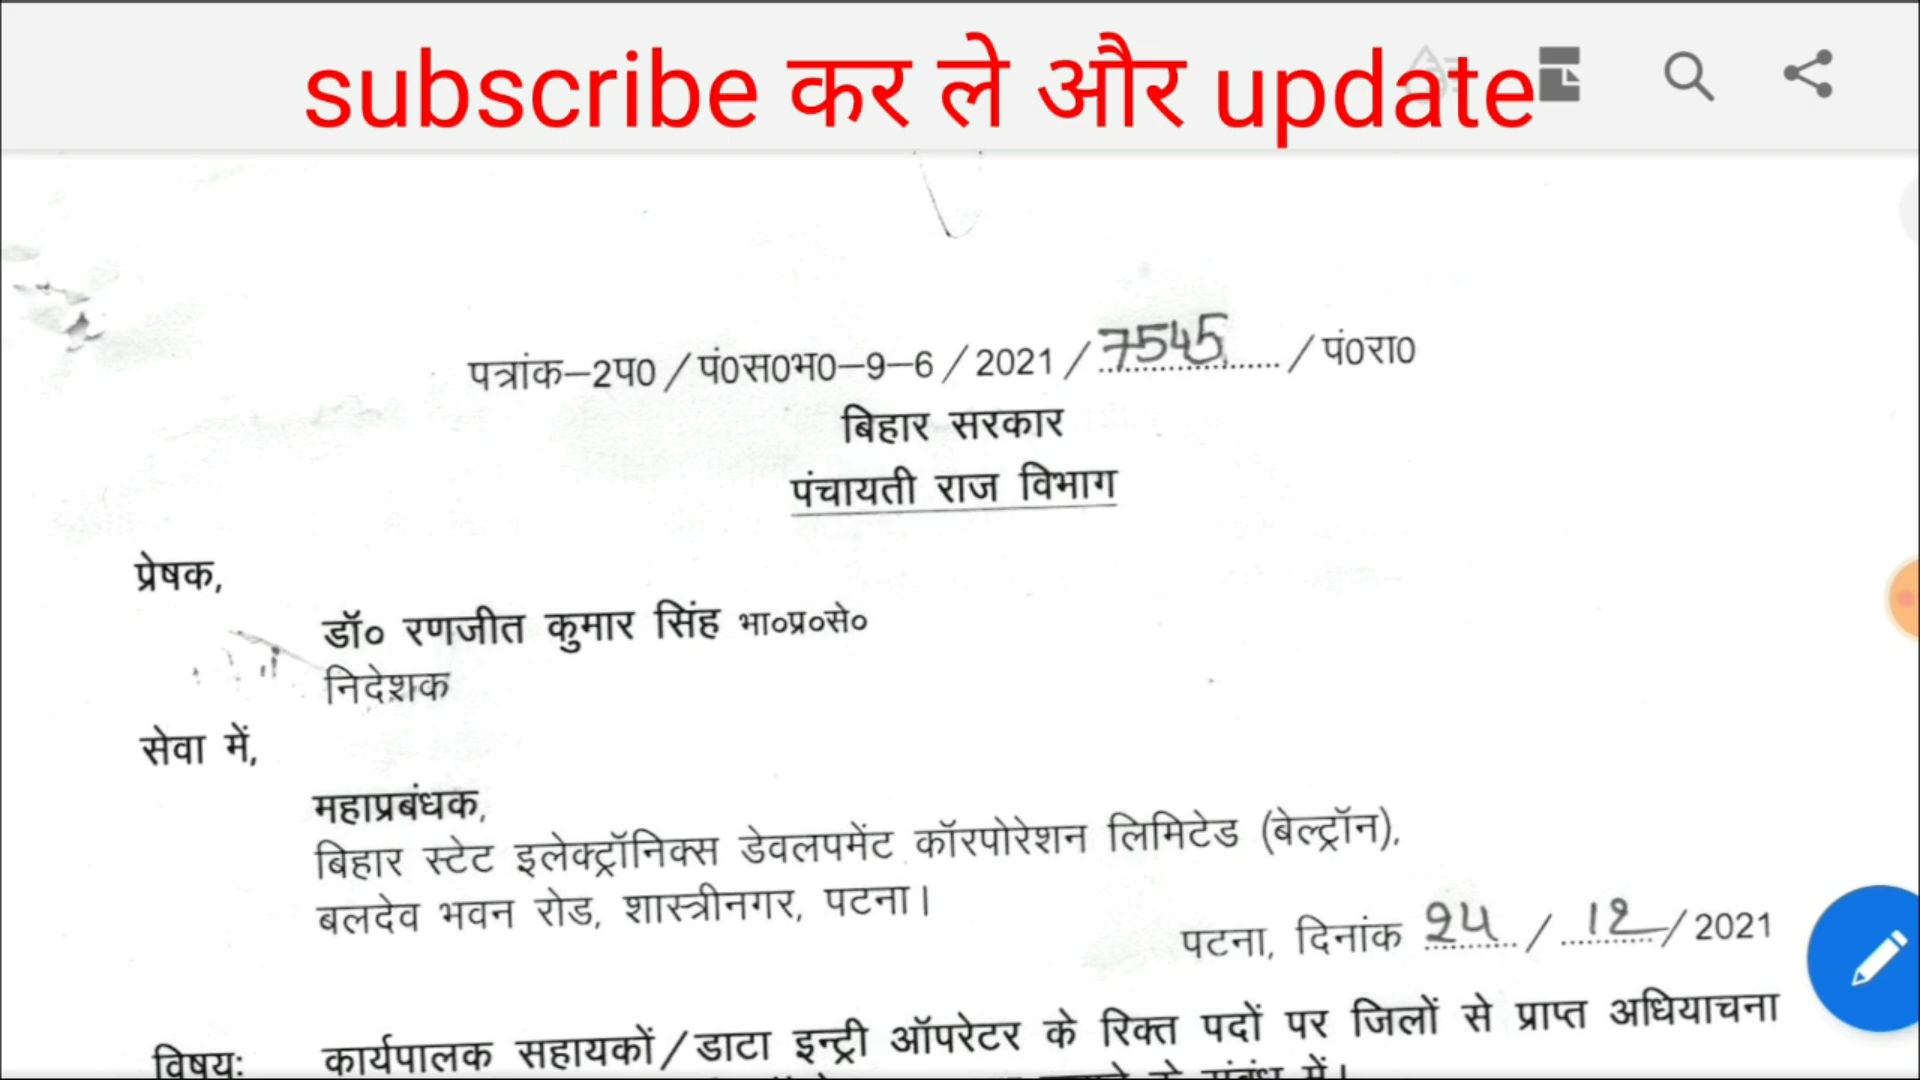 subscribe कर ले और update
पत्रांक–2प0 / पं0स0भ0–9–6 / 2021 / 7545 / पं0रा0
बिहार सरकार
पंचायती राज विभाग
प्रेषक,
डॉ० रणजीत कुमार सिंह भा०प्र०से०
निदेशक
सेवा में,
महाप्रबंधक,
बिहार स्टेट इलेक्ट्रॉनिक्स डेवलपमेंट कॉरपोरेशन लिमिटेड (बेल्ट्रॉन),
बलदेव भवन रोड, शास्त्रीनगर, पटना।
पटना, दिनांक 24 / 12 / 2021
विषयः कार्यपालक सहायकों / डाटा इन्ट्री ऑपरेटर के रिक्त पदों पर जिलों से प्राप्त अधियाचना
संबंध में।